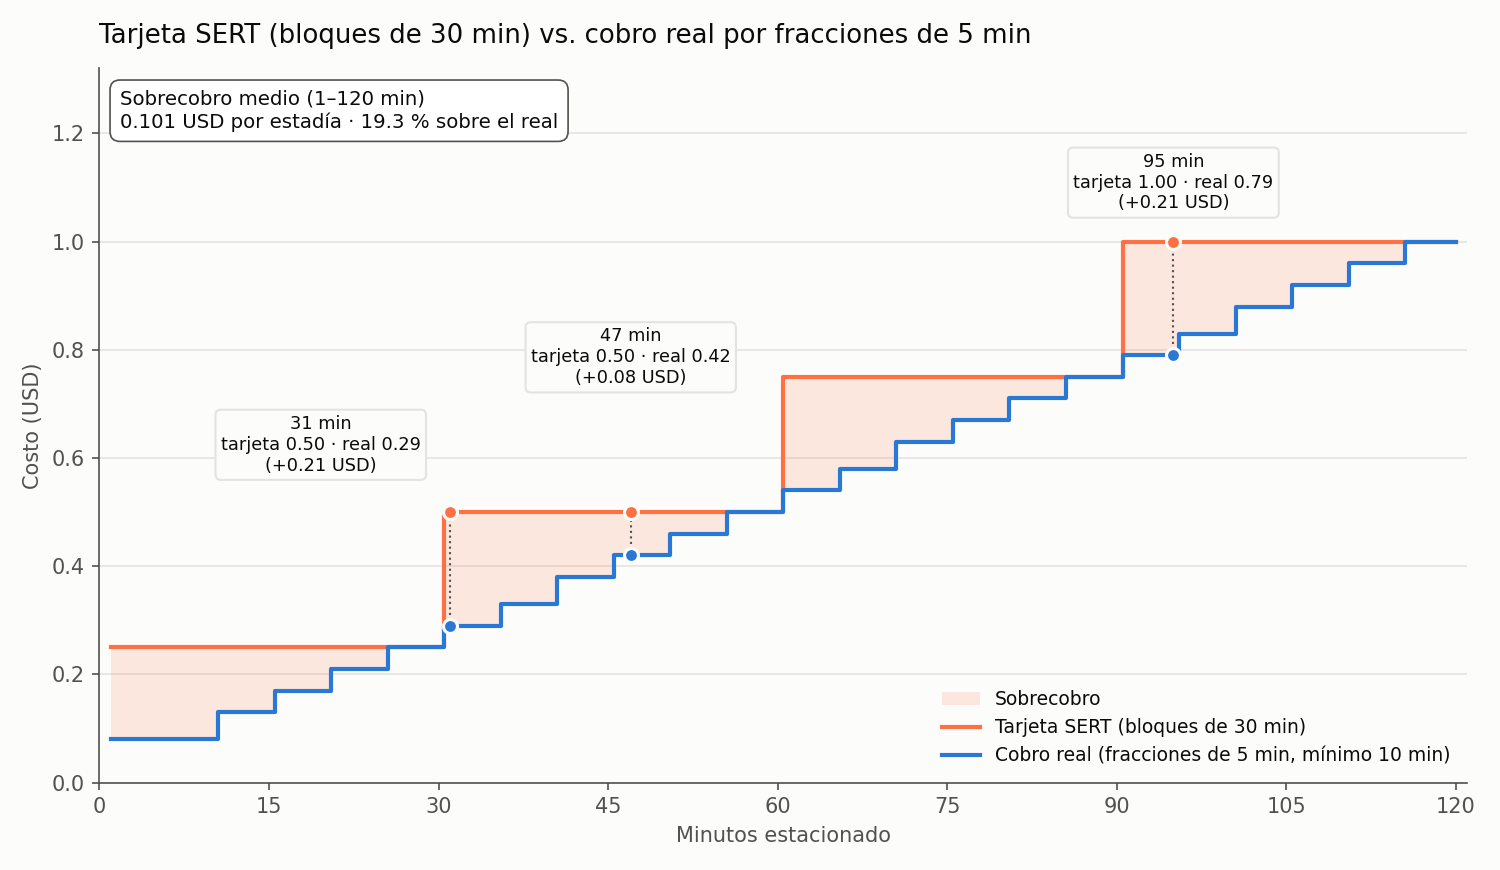 Tarjeta SERT (bloques de 30 min) vs. cobro real por fracciones de 5 min
Sobrecobro medio (1–120 min)
0.101 USD por estadía · 19.3 % sobre el real
95 min
tarjeta 1.00 · real 0.79
(+0.21 USD)
47 min
tarjeta 0.50 · real 0.42
(+0.08 USD)
31 min
tarjeta 0.50 · real 0.29
(+0.21 USD)
Costo (USD)
1.2
1.0
0.8
0.6
0.4
0.2
0.0
Sobrecobro
Tarjeta SERT (bloques de 30 min)
Cobro real (fracciones de 5 min, mínimo 10 min)
0 15 30 45 60 75 90 105 120
Minutos estacionado